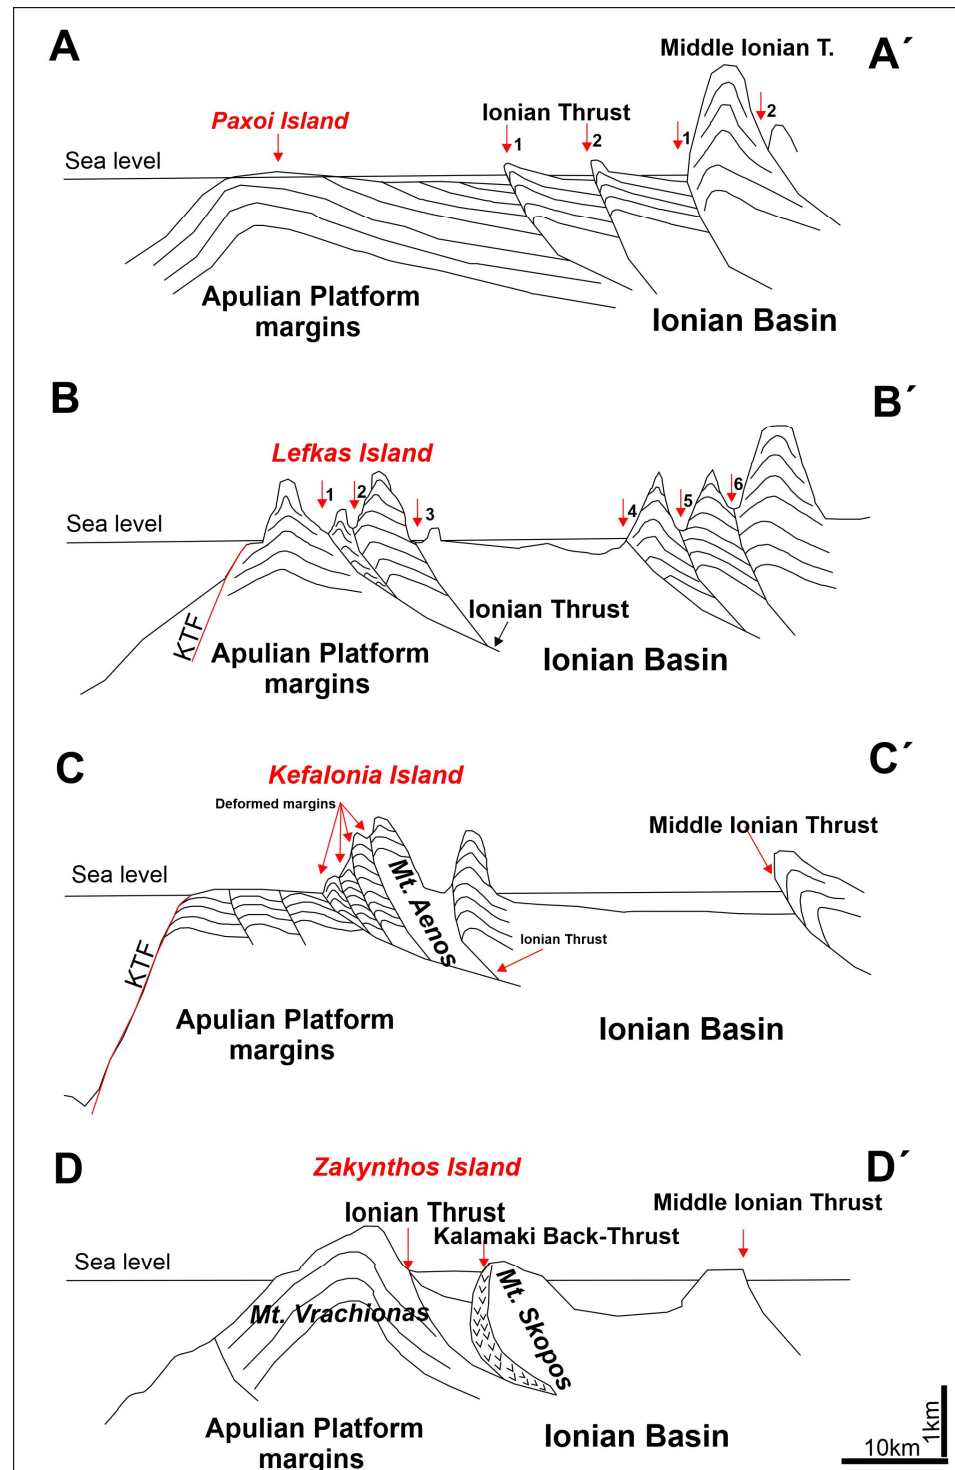 A
A´
Middle Ionian T.
Paxoi Island
Ionian Thrust
1
2
1
2
Sea level
Apulian Platform
margins
Ionian Basin
B
B´
Lefkas Island
1
2
3
4
5
6
Sea level
KTF
Ionian Thrust
Apulian Platform
margins
Ionian Basin
C
C´
Kefalonia Island
Deformed margins
Middle Ionian Thrust
Sea level
Mt. Aenos
KTF
Ionian Thrust
Apulian Platform
margins
Ionian Basin
D
D´
Zakynthos Island
Ionian Thrust
Middle Ionian Thrust
Kalamaki Back-Thrust
Sea level
Mt. Vrachionas
Mt. Skopos
Apulian Platform
margins
Ionian Basin
1km
10km